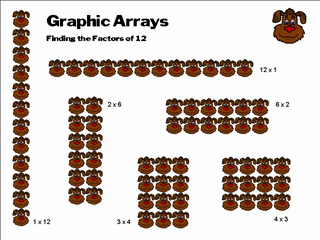 Graphic Arrays
Finding the Factors of 12
12 x 1
2 x 6
6 x 2
1 x 12
3 x 4
4 x 3